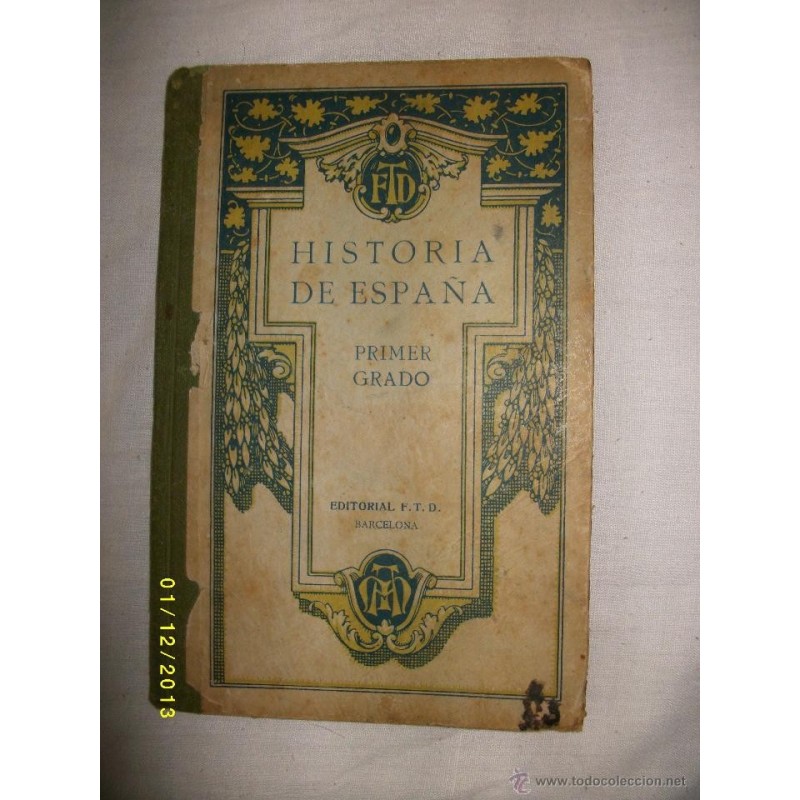 FTD
HISTORIA
DE ESPAÑA
PRIMER
GRADO
EDITORIAL F. T. D.
BARCELONA
01/12/2013
© www.todocoleccion.net